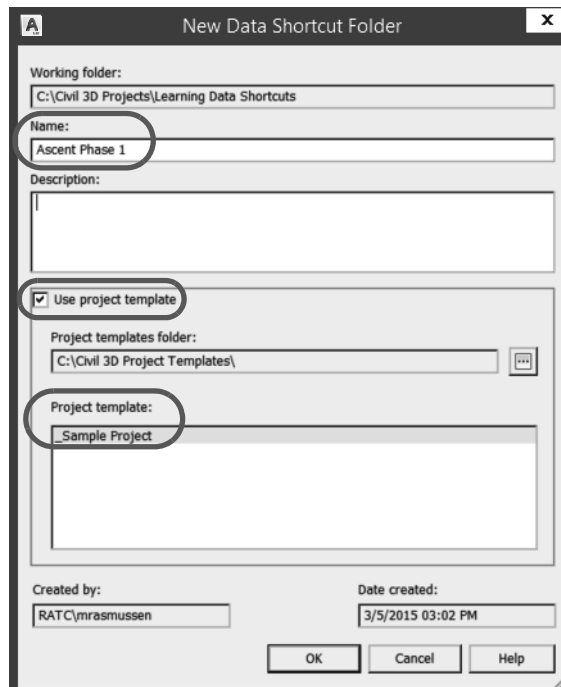 New Data Shortcut Folder
Working folder:
C:\Civil 3D Projects\Learning Data Shortcuts
Name:
Ascent Phase 1
Description:
Use project template
Project templates folder:
C:\Civil 3D Project Templates\
Project template:
_Sample Project
Created by:
Date created:
RATC\mrasmussen
3/5/2015 03:02 PM
OK
Cancel
Help